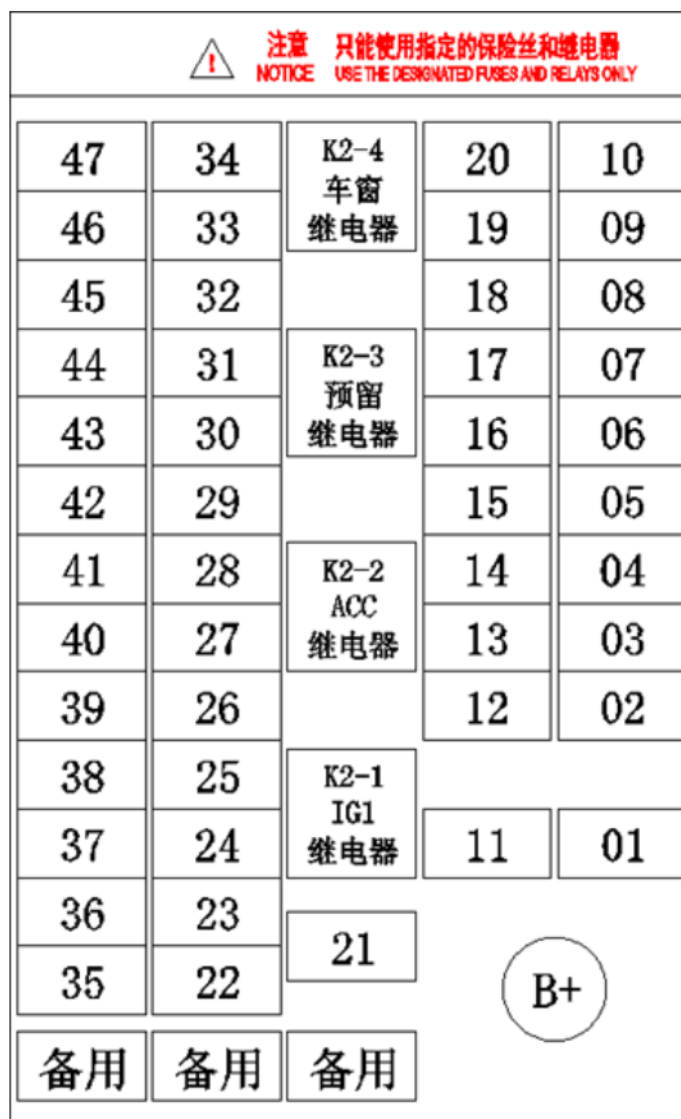 注意 只能使用指定的保险丝和继电器
NOTICE USE THE DESIGNATED FUSES AND RELAYS ONLY
47 34 K2-4 20 10
车窗
46 33 继电器 19 09
45 32 18 08
44 31 K2-3 17 07
预留
43 30 继电器 16 06
42 29 15 05
41 28 K2-2 14 04
ACC
40 27 继电器 13 03
39 26 12 02
38 25 K2-1
IG1
37 24 继电器 11 01
36 23
21
35 22 B+
备用 备用 备用